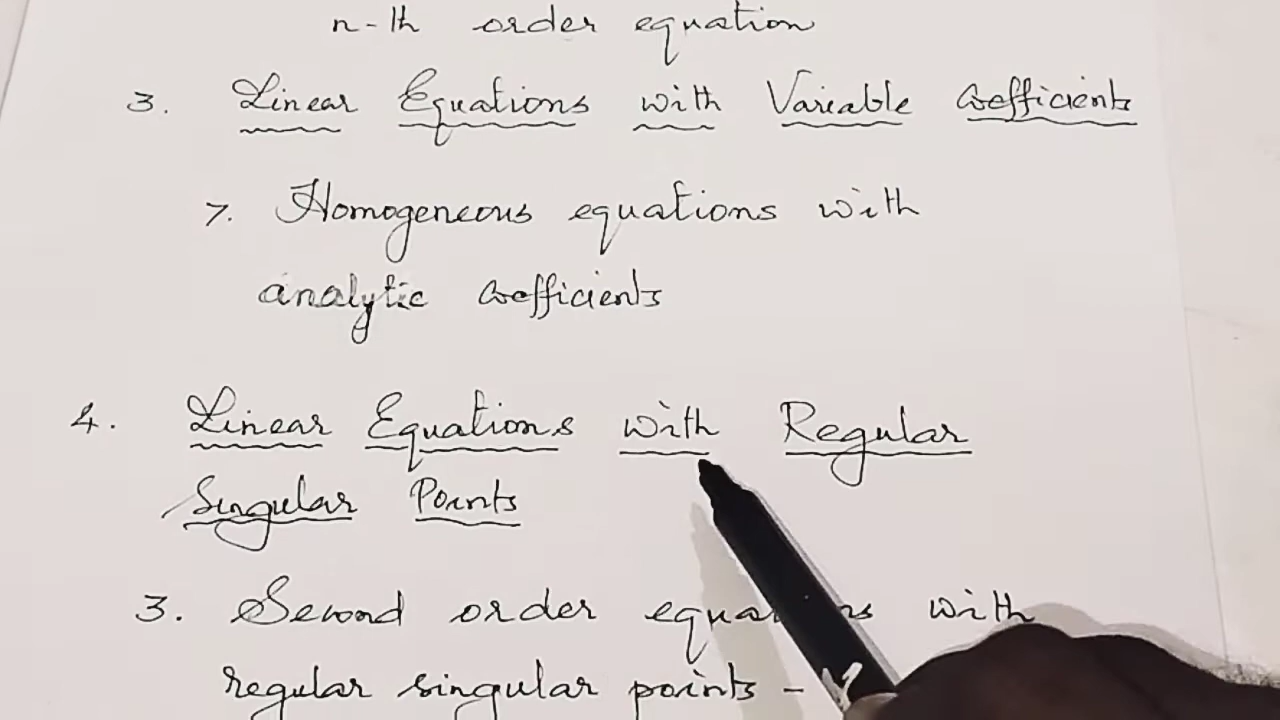 n-th order equation
3. Linear Equations with Variable Coefficients
7. Homogeneous equations with
analytic coefficients
4. Linear Equations with Regular
Singular Points
3. Second order equations with
regular singular points -